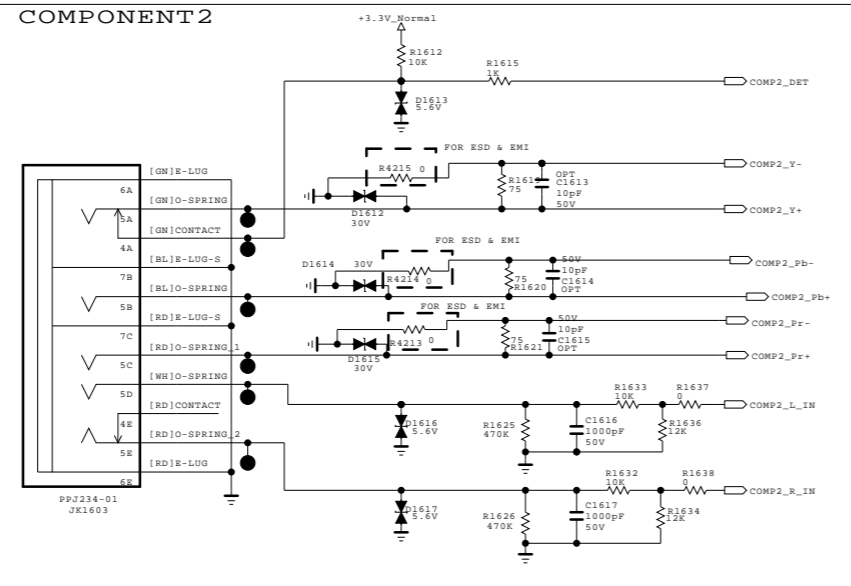 COMPONENT2
+3.3V_Normal
R1612
10K
R1615
1K
COMP2_DET
D1613
5.6V
FOR ESD & EMI
R4215 0
OPT
C1613
10pF
50V
R1619
75
COMP2_Y-
COMP2_Y+
D1612
30V
FOR ESD & EMI
D1614 30V
R4214 0
50V
10pF
C1614
OPT
75
R1620
COMP2_Pb-
COMP2_Pb+
FOR ESD & EMI
R4213 0
50V
10pF
C1615
OPT
75
R1621
COMP2_Pr-
COMP2_Pr+
D1615
30V
[GN]E-LUG
6A
[GN]O-SPRING
5A
[GN]CONTACT
4A
[BL]E-LUG-S
7B
[BL]O-SPRING
5B
[RD]E-LUG-S
7C
[RD]O-SPRING_1
5C
[WH]O-SPRING
5D
[RD]CONTACT
4E
[RD]O-SPRING_2
5E
[RD]E-LUG
6E
PPJ234-01
JK1603
D1616
5.6V
R1625
470K
C1616
1000pF
50V
R1633
10K
R1637
0
R1636
12K
COMP2_L_IN
D1617
5.6V
R1626
470K
C1617
1000pF
50V
R1632
10K
R1638
0
R1634
12K
COMP2_R_IN